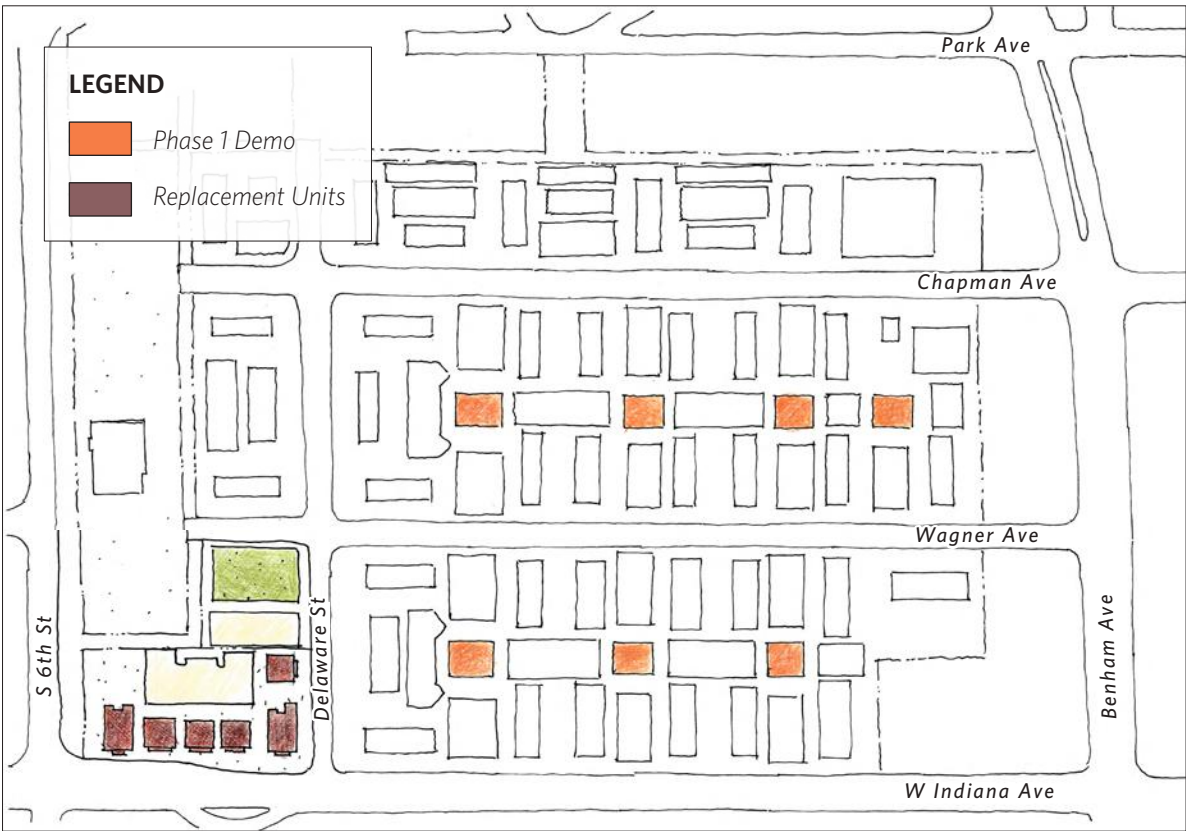 Park Ave
LEGEND
Phase 1 Demo
Replacement Units
Chapman Ave
Wagner Ave
S 6th St
Delaware St
Benham Ave
W Indiana Ave